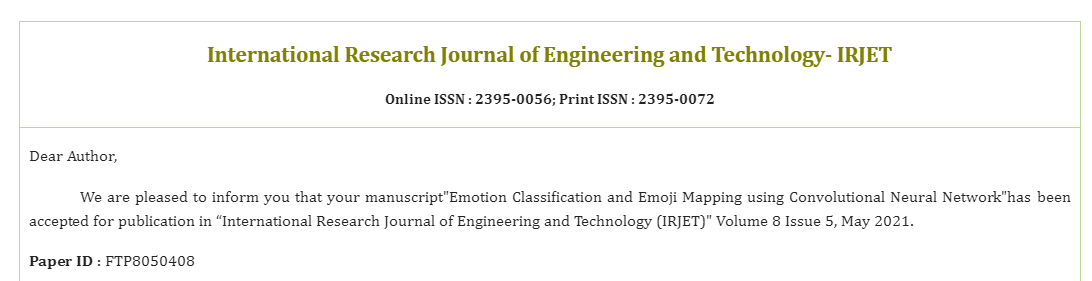 International Research Journal of Engineering and Technology- IRJET
Online ISSN : 2395-0056; Print ISSN : 2395-0072
Dear Author,
We are pleased to inform you that your manuscript"Emotion Classification and Emoji Mapping using Convolutional Neural Network"has been
accepted for publication in “International Research Journal of Engineering and Technology (IRJET)" Volume 8 Issue 5, May 2021.
Paper ID : FTP8050408